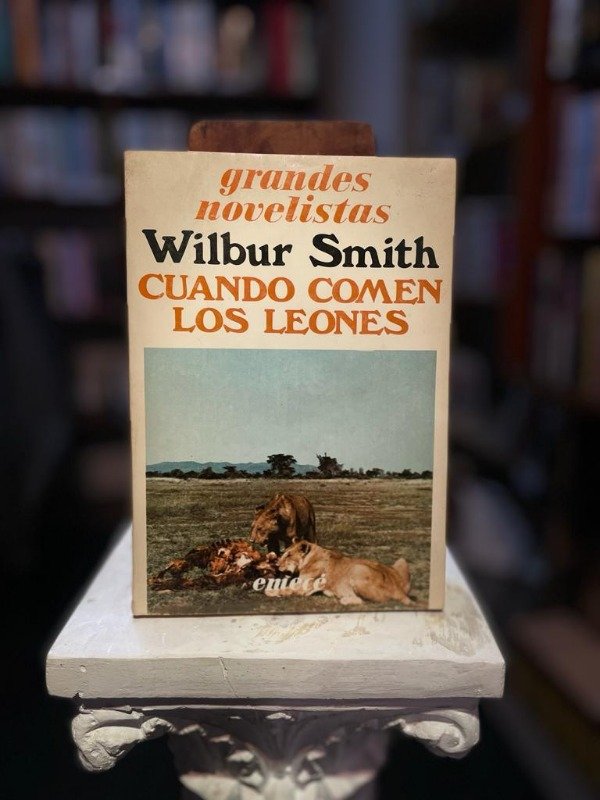 grandes
novelistas
Wilbur Smith
CUANDO COMEN
LOS LEONES
emecé